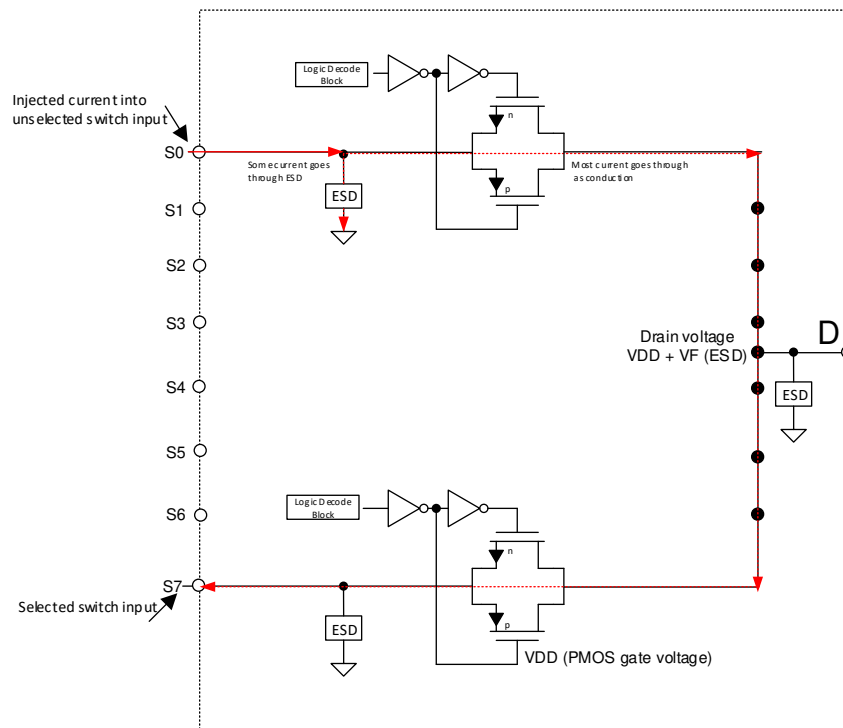 Logic Decode
Block
Injected current into
unselected switch input
n
S0
Some current goes
through ESD
Most current goes through
as conduction
p
ESD
S1
S2
S3
Drain voltage
VDD + VF (ESD)
D
S4
ESD
S5
Logic Decode
Block
S6
n
S7
Selected switch input
ESD
p
VDD (PMOS gate voltage)